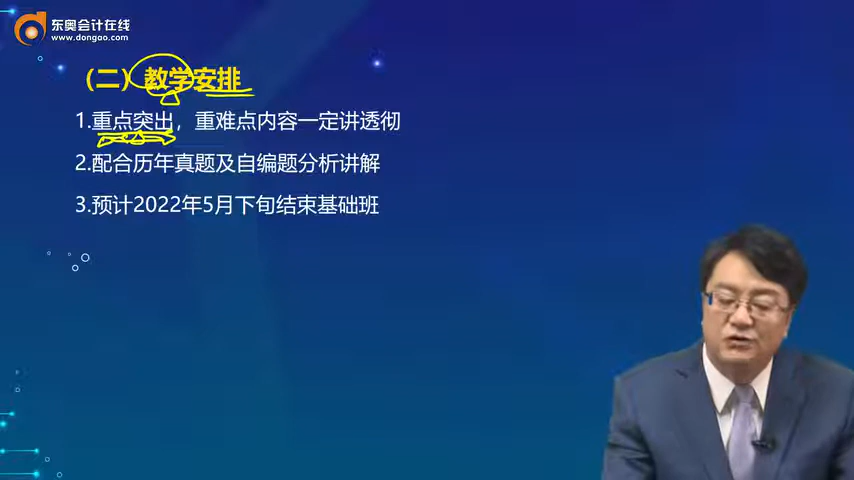 东奥会计在线
www.dongao.com
（二）教学安排
1.重点突出，重难点内容一定讲透彻
2.配合历年真题及自编题分析讲解
3.预计2022年5月下旬结束基础班